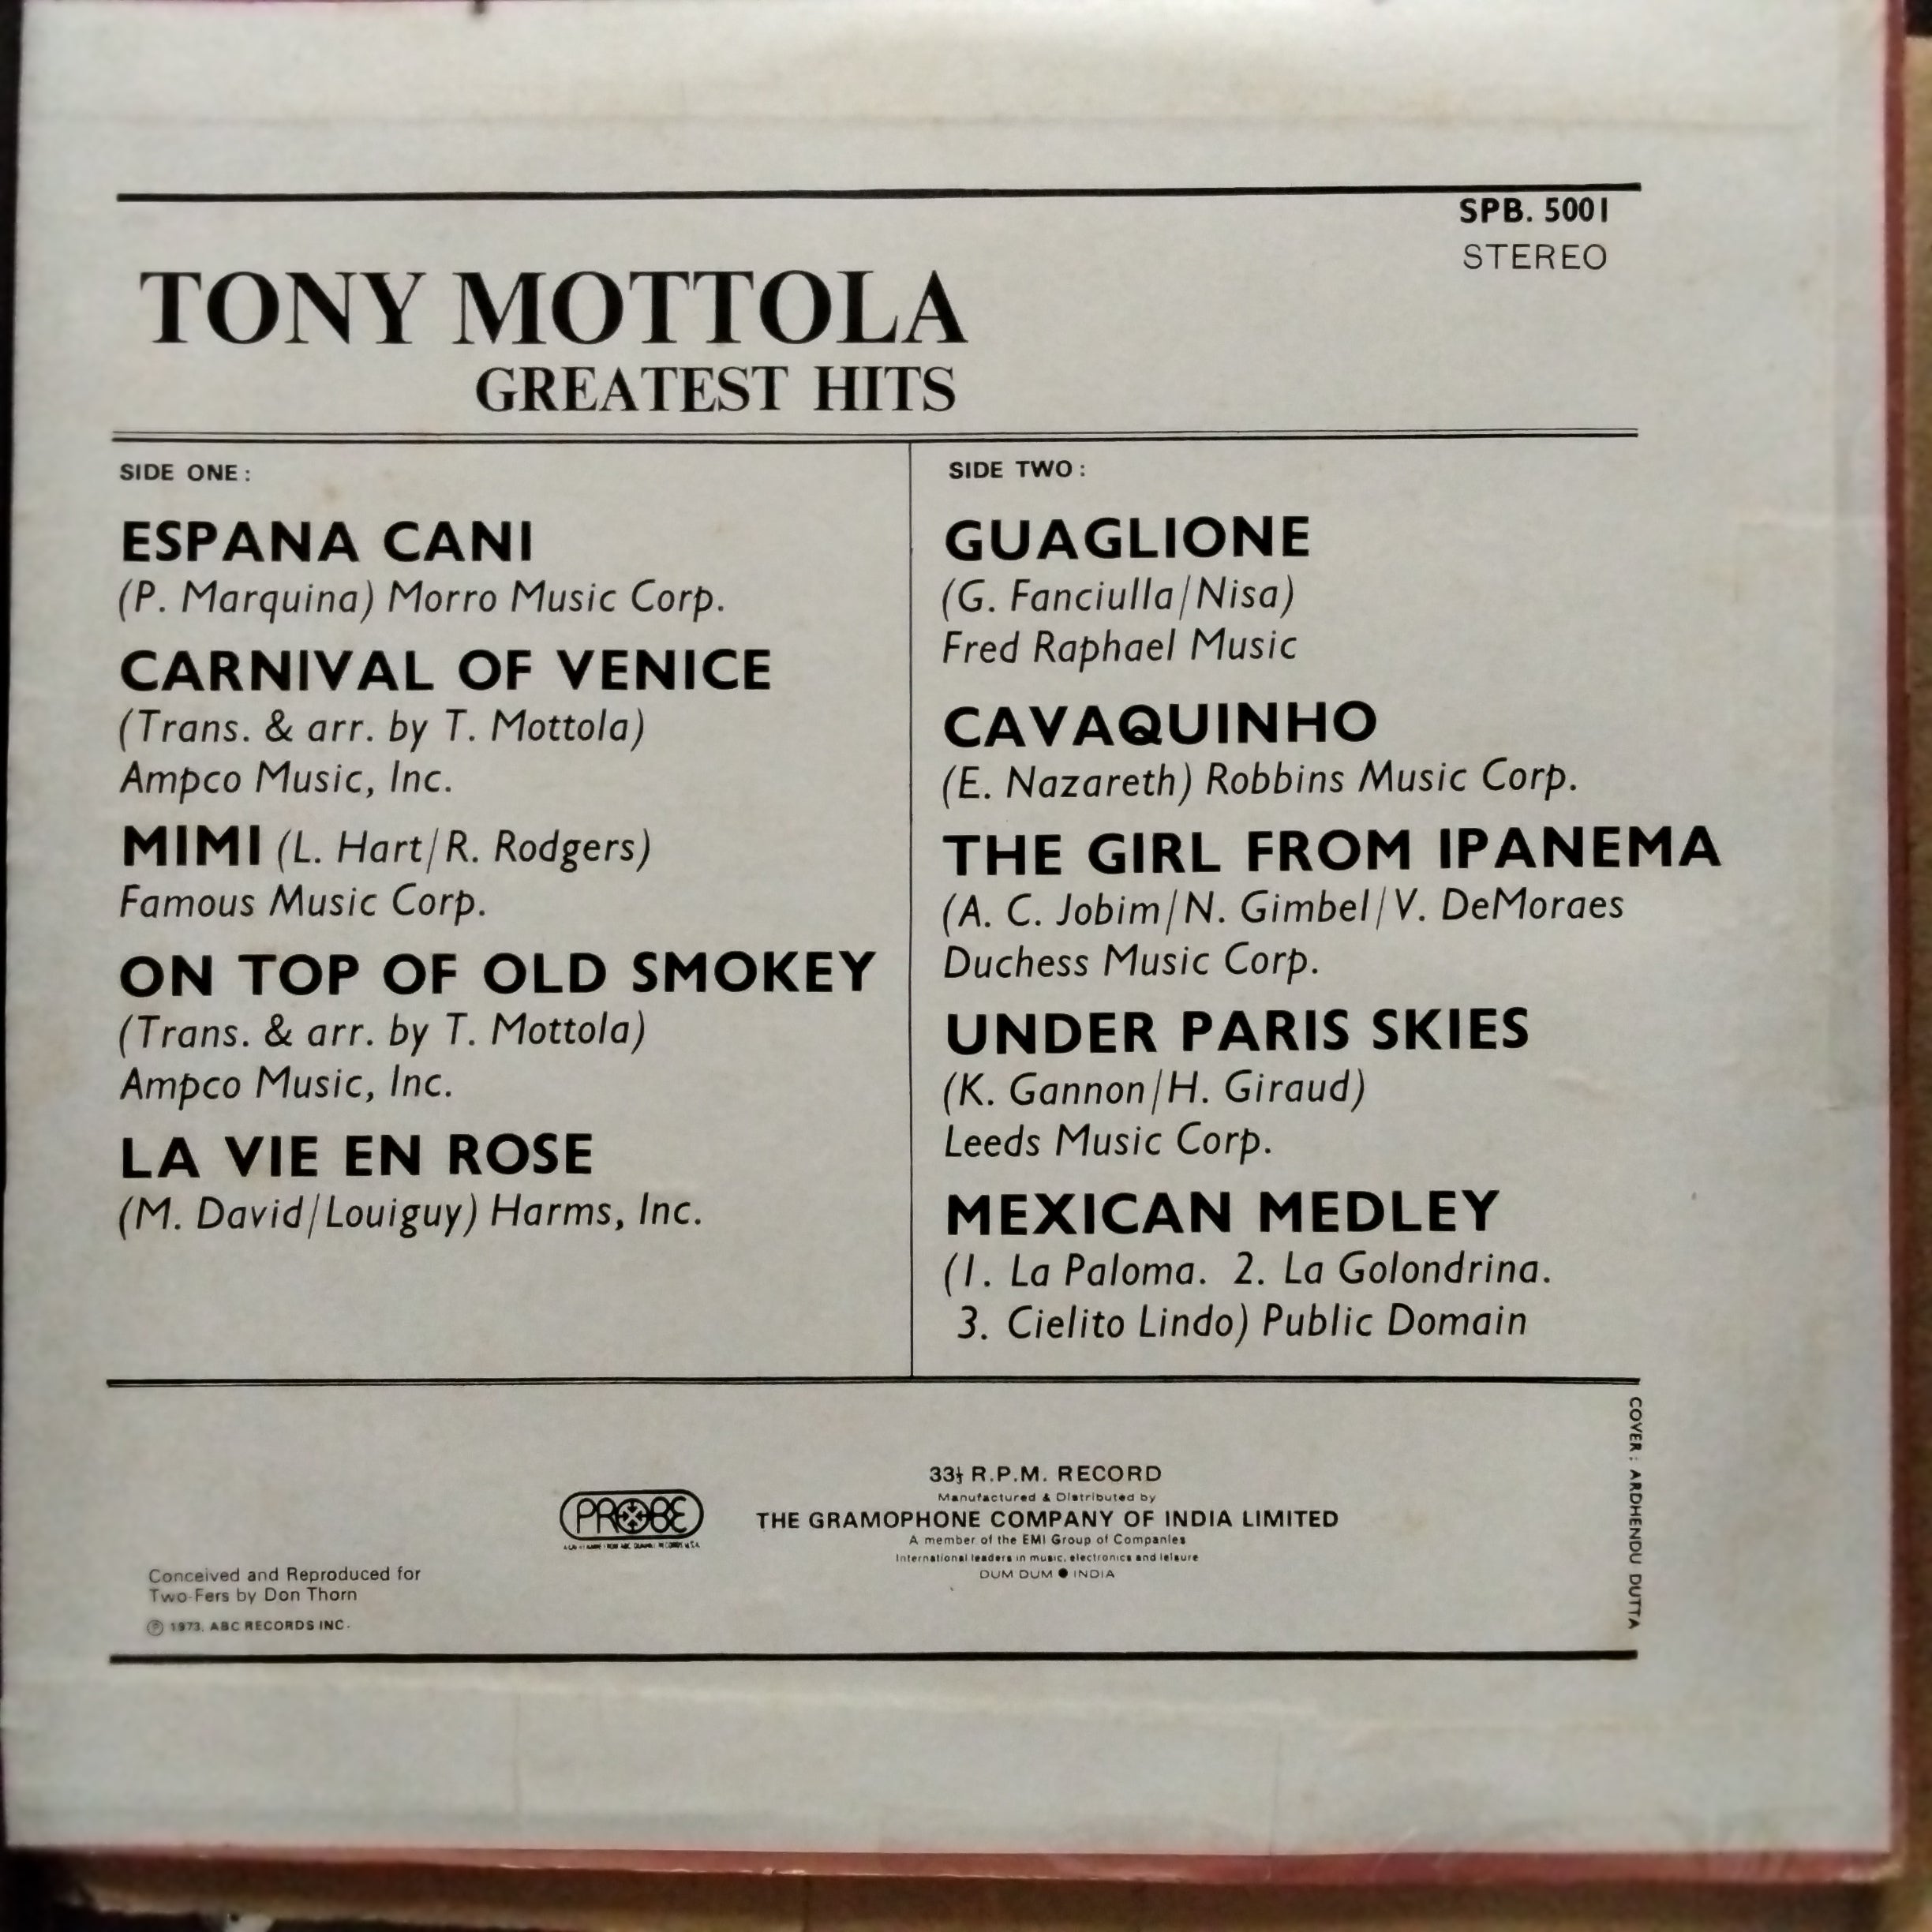 SPB. 5001
STEREO
TONY MOTTOLA
GREATEST HITS
SIDE ONE :
ESPANA CANI
(P. Marquina) Morro Music Corp.
CARNIVAL OF VENICE
(Trans. & arr. by T. Mottola)
Ampco Music, Inc.
MIMI (L. Hart/R. Rodgers)
Famous Music Corp.
ON TOP OF OLD SMOKEY
(Trans. & arr. by T. Mottola)
Ampco Music, Inc.
LA VIE EN ROSE
(M. David/Louiguy) Harms, Inc.
SIDE TWO :
GUAGLIONE
(G. Fanciulla/Nisa)
Fred Raphael Music
CAVAQUINHO
(E. Nazareth) Robbins Music Corp.
THE GIRL FROM IPANEMA
(A. C. Jobim/N. Gimbel/V. DeMoraes
Duchess Music Corp.
UNDER PARIS SKIES
(K. Gannon/H. Giraud)
Leeds Music Corp.
MEXICAN MEDLEY
(1. La Paloma. 2. La Golondrina.
3. Cielito Lindo) Public Domain
COVER : ARDHENDU DUTTA
PROBE
33⅓ R.P.M. RECORD
Manufactured & Distributed by
THE GRAMOPHONE COMPANY OF INDIA LIMITED
A member of the EMI Group of Companies
International leaders in music, electronics and leisure
DUM DUM ● INDIA
Conceived and Reproduced for
Two-Fers by Don Thorn
℗ 1973, ABC RECORDS INC.